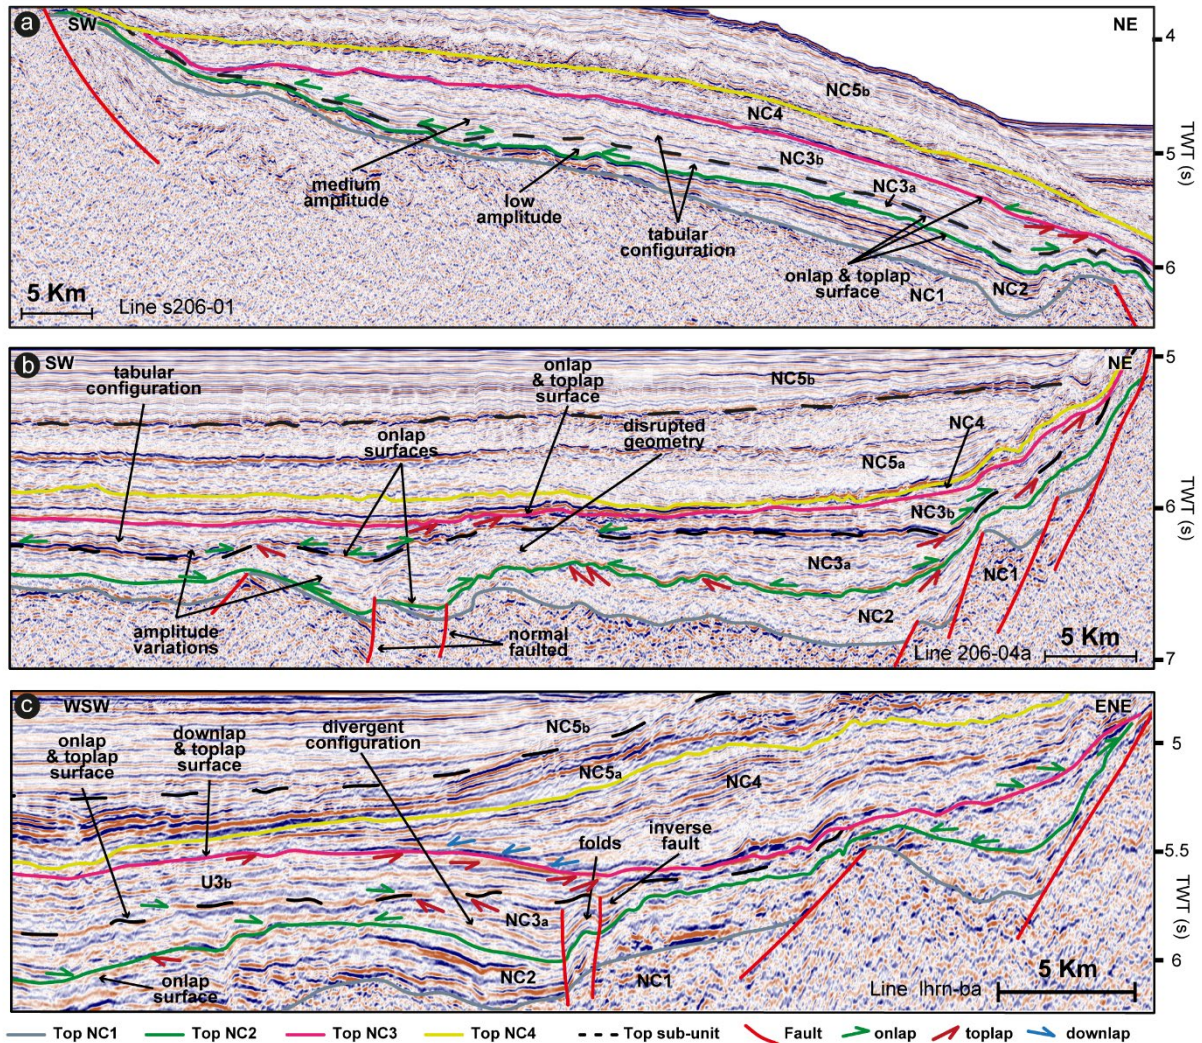 a
SW
NE
4
NC5b
NC4
TWT (s)
5
NC3b
medium
amplitude
low
amplitude
NC3a
tabular
configuration
onlap & toplap
surface
6
5 Km
Line s206-01
NC1
NC2
b
SW
NE
5
tabular
configuration
onlap
& toplap
surface
NC5b
onlap
surfaces
disrupted
geometry
NC4
NC5a
TWT (s)
6
NC3b
NC3a
NC1
amplitude
variations
normal
faulted
NC2
5 Km
Line 206-04a
7
c
WSW
ENE
onlap
& toplap
surface
downlap
& toplap
surface
divergent
configuration
NC5b
5
NC5a
NC4
folds
inverse
fault
5.5
U3b
TWT (s)
NC3a
NC2
NC1
6
onlap
surface
5 Km
Line lhrn-ba
Top NC1
Top NC2
Top NC3
Top NC4
Top sub-unit
Fault
onlap
toplap
downlap